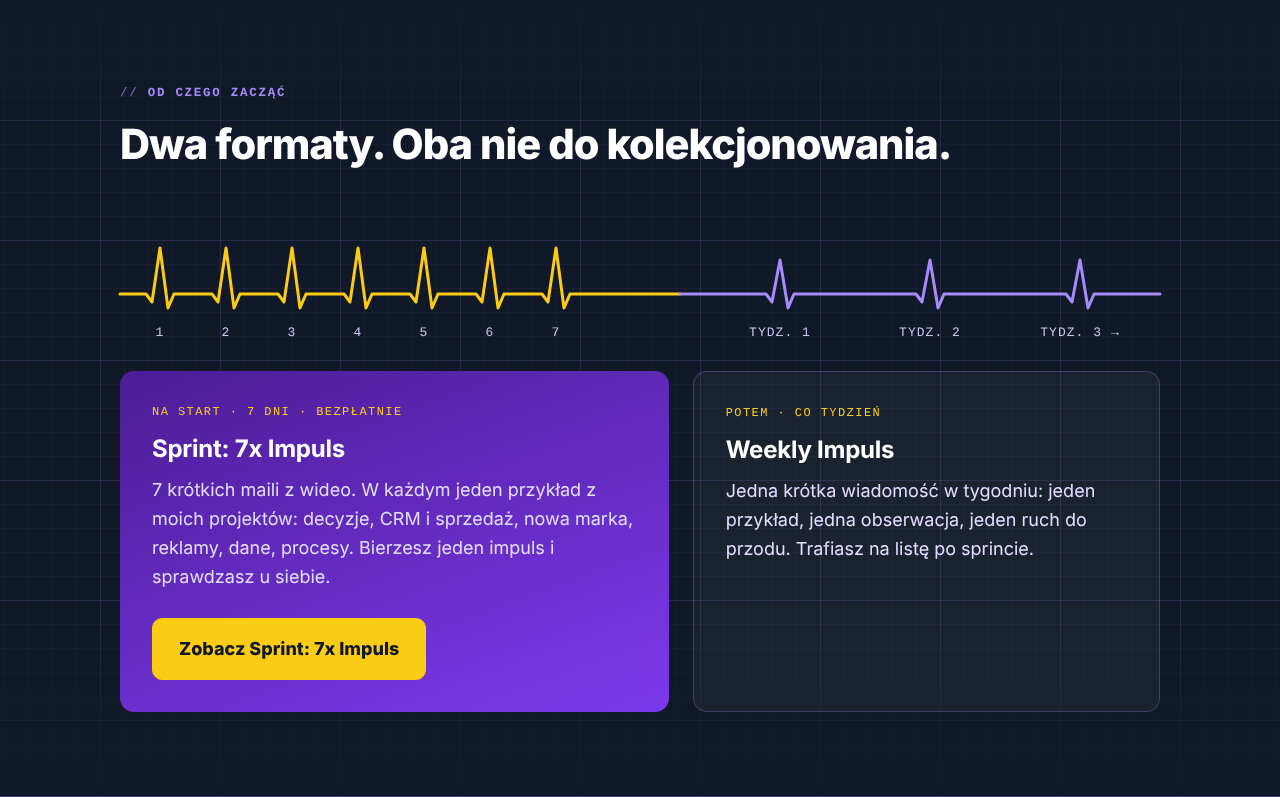 // OD CZEGO ZACZĄĆ
Dwa formaty. Oba nie do kolekcjonowania.
1 2 3 4 5 6 7 TYDZ. 1 TYDZ. 2 TYDZ. 3 →
NA START · 7 DNI · BEZPŁATNIE
Sprint: 7x Impuls
7 krótkich maili z wideo. W każdym jeden przykład z
moich projektów: decyzje, CRM i sprzedaż, nowa marka,
reklamy, dane, procesy. Bierzesz jeden impuls i
sprawdzasz u siebie.
Zobacz Sprint: 7x Impuls
POTEM · CO TYDZIEŃ
Weekly Impuls
Jedna krótka wiadomość w tygodniu: jeden
przykład, jedna obserwacja, jeden ruch do
przodu. Trafiasz na listę po sprincie.